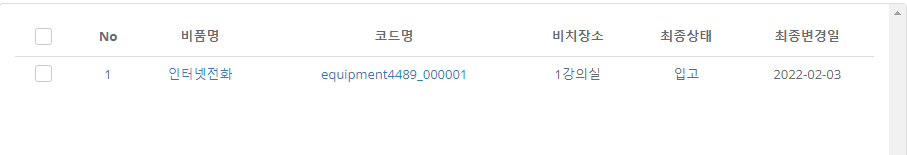 No 비품명 코드명 비치장소 최종상태 최종변경일
1 인터넷전화 equipment4489_000001 1강의실 입고 2022-02-03